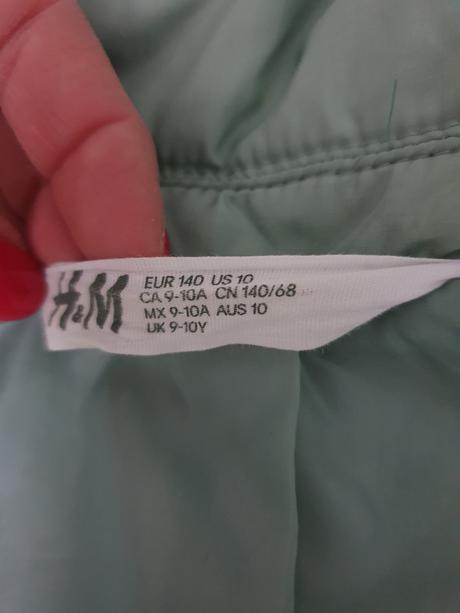 H&M
EUR 140 US 10
CA 9-10A CN 140/68
MX 9-10A AUS 10
UK 9-10Y